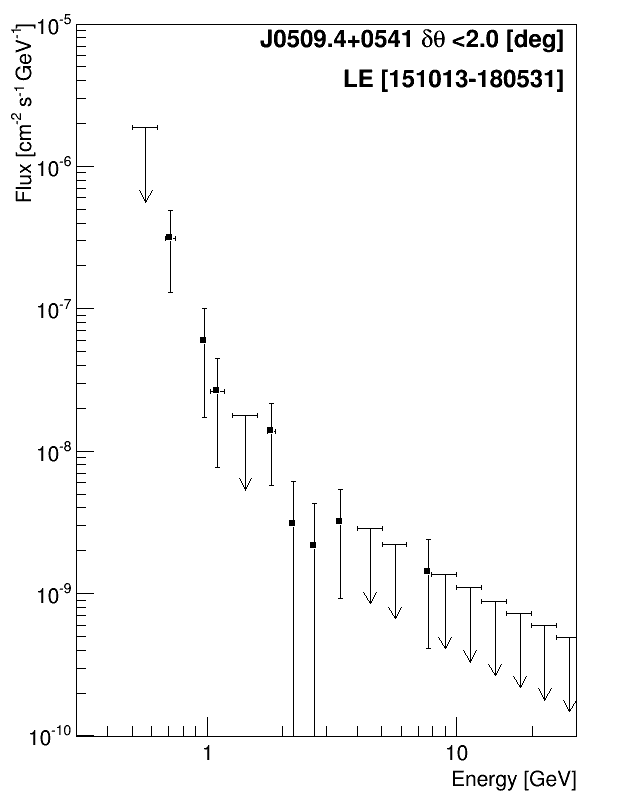 J0509.4+0541 δθ <2.0 [deg]
LE [151013-180531]
Flux [cm⁻² s⁻¹ GeV⁻¹]
10⁻⁵
10⁻⁶
10⁻⁷
10⁻⁸
10⁻⁹
10⁻¹⁰
1
10
Energy [GeV]